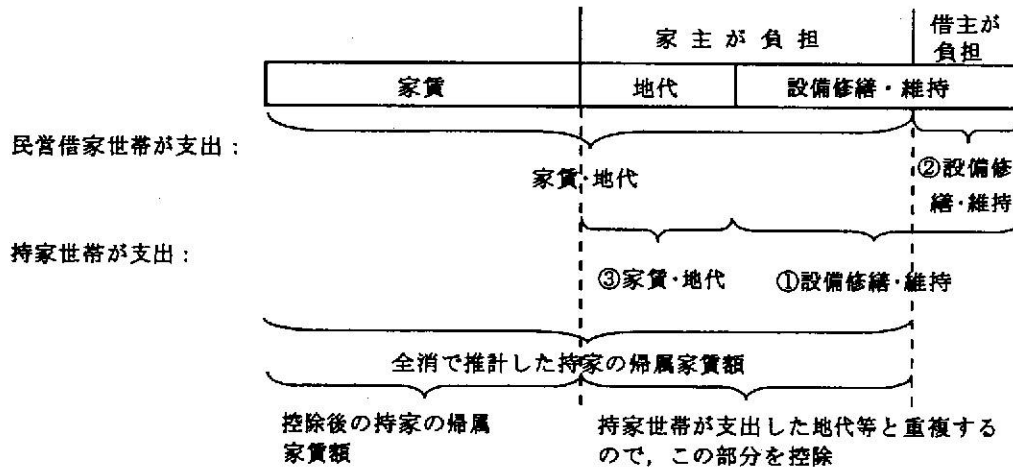 家主が負担
借主が
負担
家賃
地代
設備修繕・維持
民営借家世帯が支出:
家賃・地代
②設備修
繕・維持
持家世帯が支出:
③家賃・地代
①設備修繕・維持
全消で推計した持家の帰属家賃額
控除後の持家の帰属
家賃額
持家世帯が支出した地代等と重複する
ので,この部分を控除